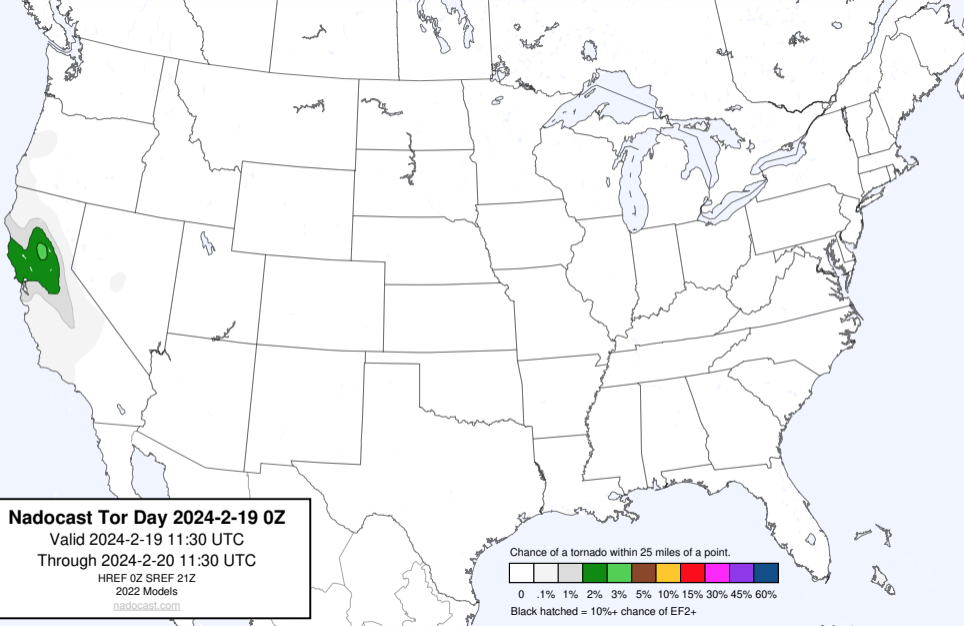 Nadocast Tor Day 2024-2-19 0Z
Valid 2024-2-19 11:30 UTC
Through 2024-2-20 11:30 UTC
HREF 0Z SREF 21Z
2022 Models
nadocast.com
Chance of a tornado within 25 miles of a point.
0 .1% 1% 2% 3% 5% 10% 15% 30% 45% 60%
Black hatched = 10%+ chance of EF2+